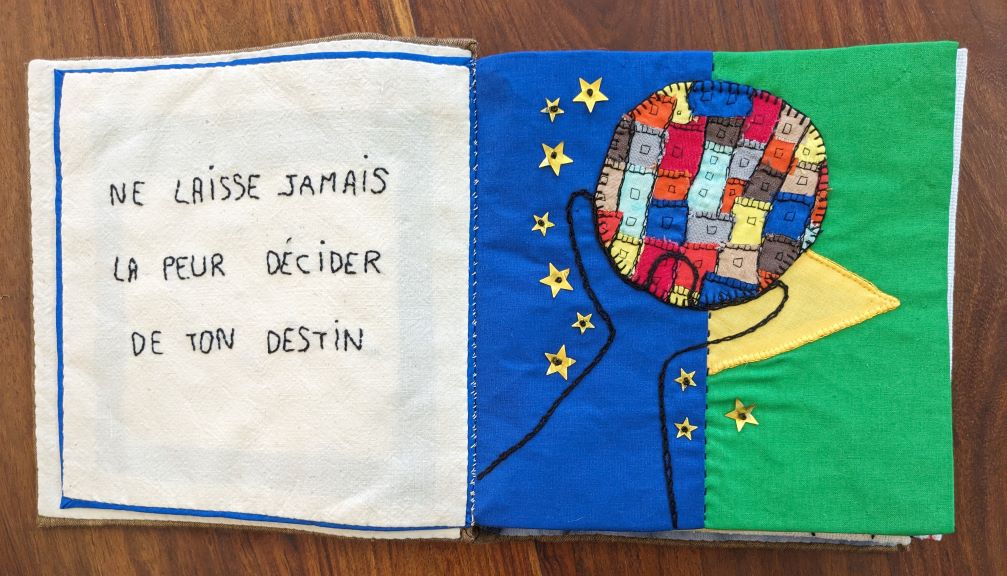 NE LAiSSE JAMAiS
LA PEUR DÉCiDER
DE TON DESTiN